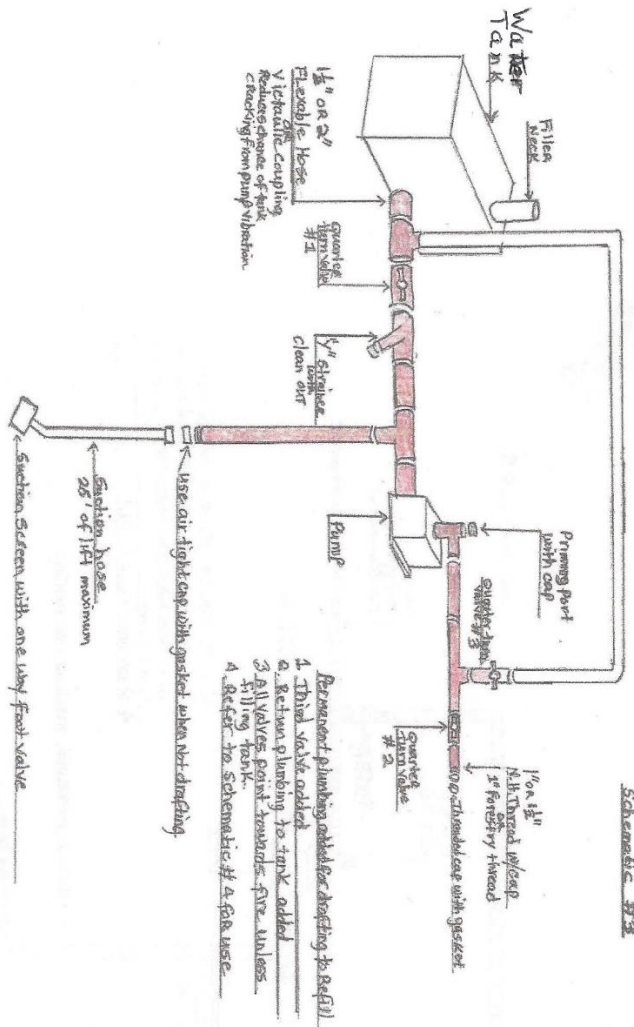 Schematic #3
Water
Tank
Filler
Neck
1½" OR 2"
Flexable Hose
OR
Victaulic coupling
Reduces chance of tank
cracking from pump vibration
quarter
turn valve
#1
"Y" strainer
with
clean out
use air tight cap with gasket when not drafting
Suction hose
25' of lift maximum
Suction screen with one way foot valve
Pump
Priming port
with cap
quarter turn
valve #3
quarter
turn valve
#2
1" OR 1½"
N.H. Thread w/cap
OR
1" Forestry thread
Threaded cap with gasket
Permanent plumbing added for drafting to Refill
1 Third valve added
2. Return plumbing to tank added
3 All valves point towards fire unless
filling tank.
4. Refer to schematic #4 for use